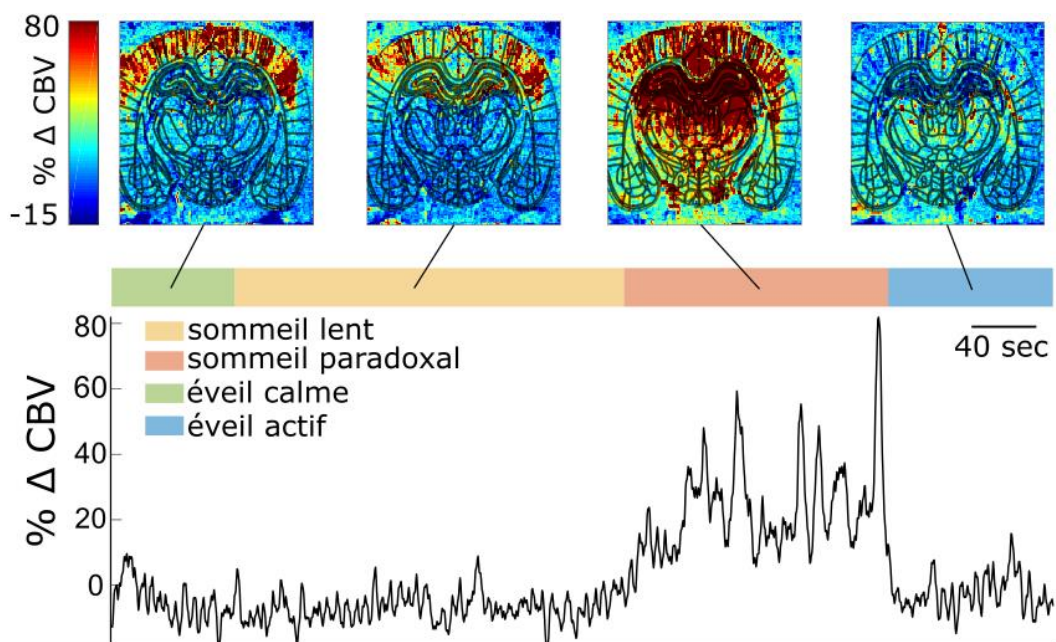 80
% Δ CBV
-15
sommeil lent
sommeil paradoxal
éveil calme
éveil actif
40 sec
% Δ CBV
80
60
40
20
0